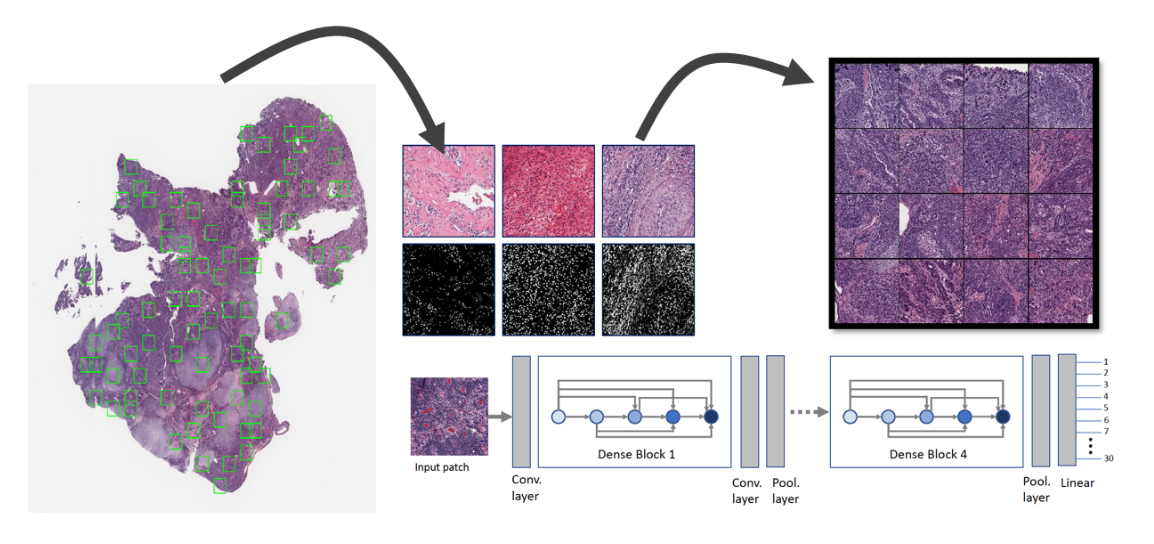 Input patch
Conv.
layer
Dense Block 1
Conv.
layer
Pool.
layer
Dense Block 4
Pool.
layer
Linear
1
2
3
4
5
6
7
30